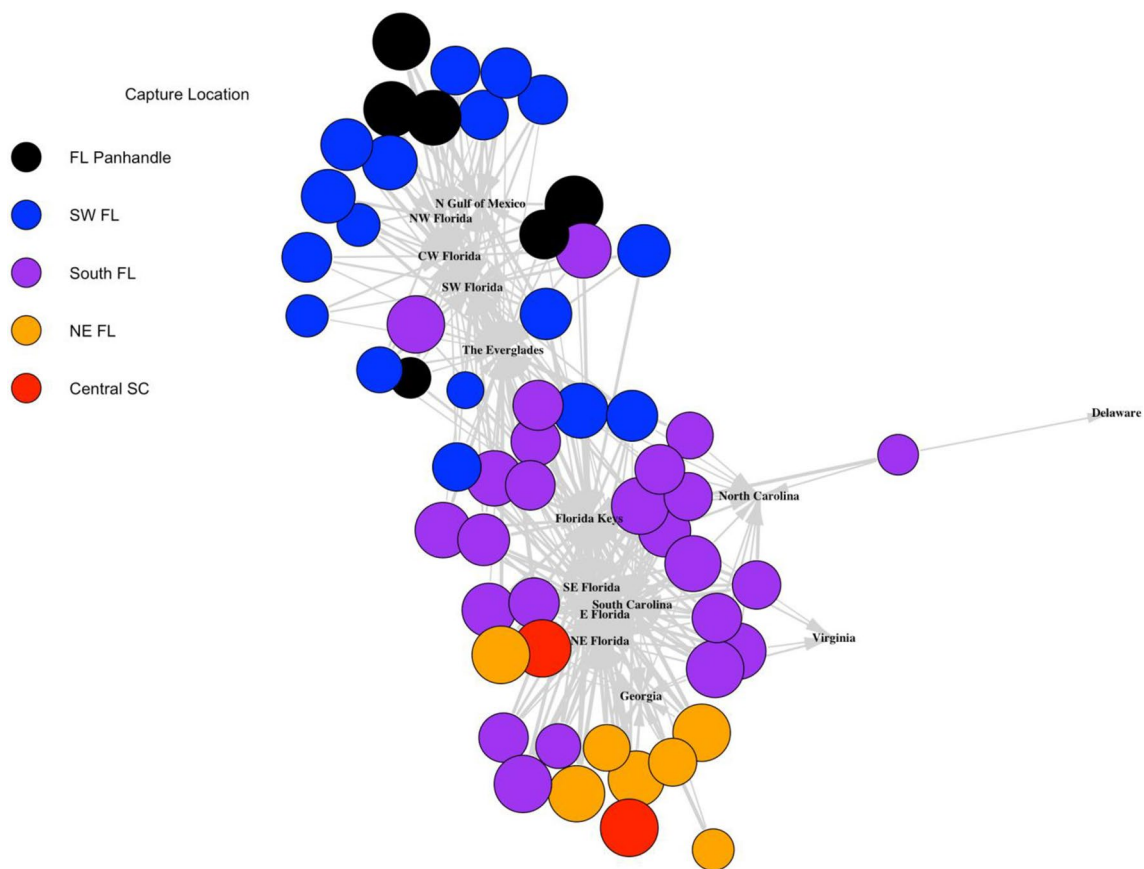 Capture Location
FL Panhandle
SW FL
South FL
NE FL
Central SC
N Gulf of Mexico
NW Florida
CW Florida
SW Florida
The Everglades
Delaware
North Carolina
Florida Keys
SE Florida
South Carolina
E Florida
NE Florida
Virginia
Georgia